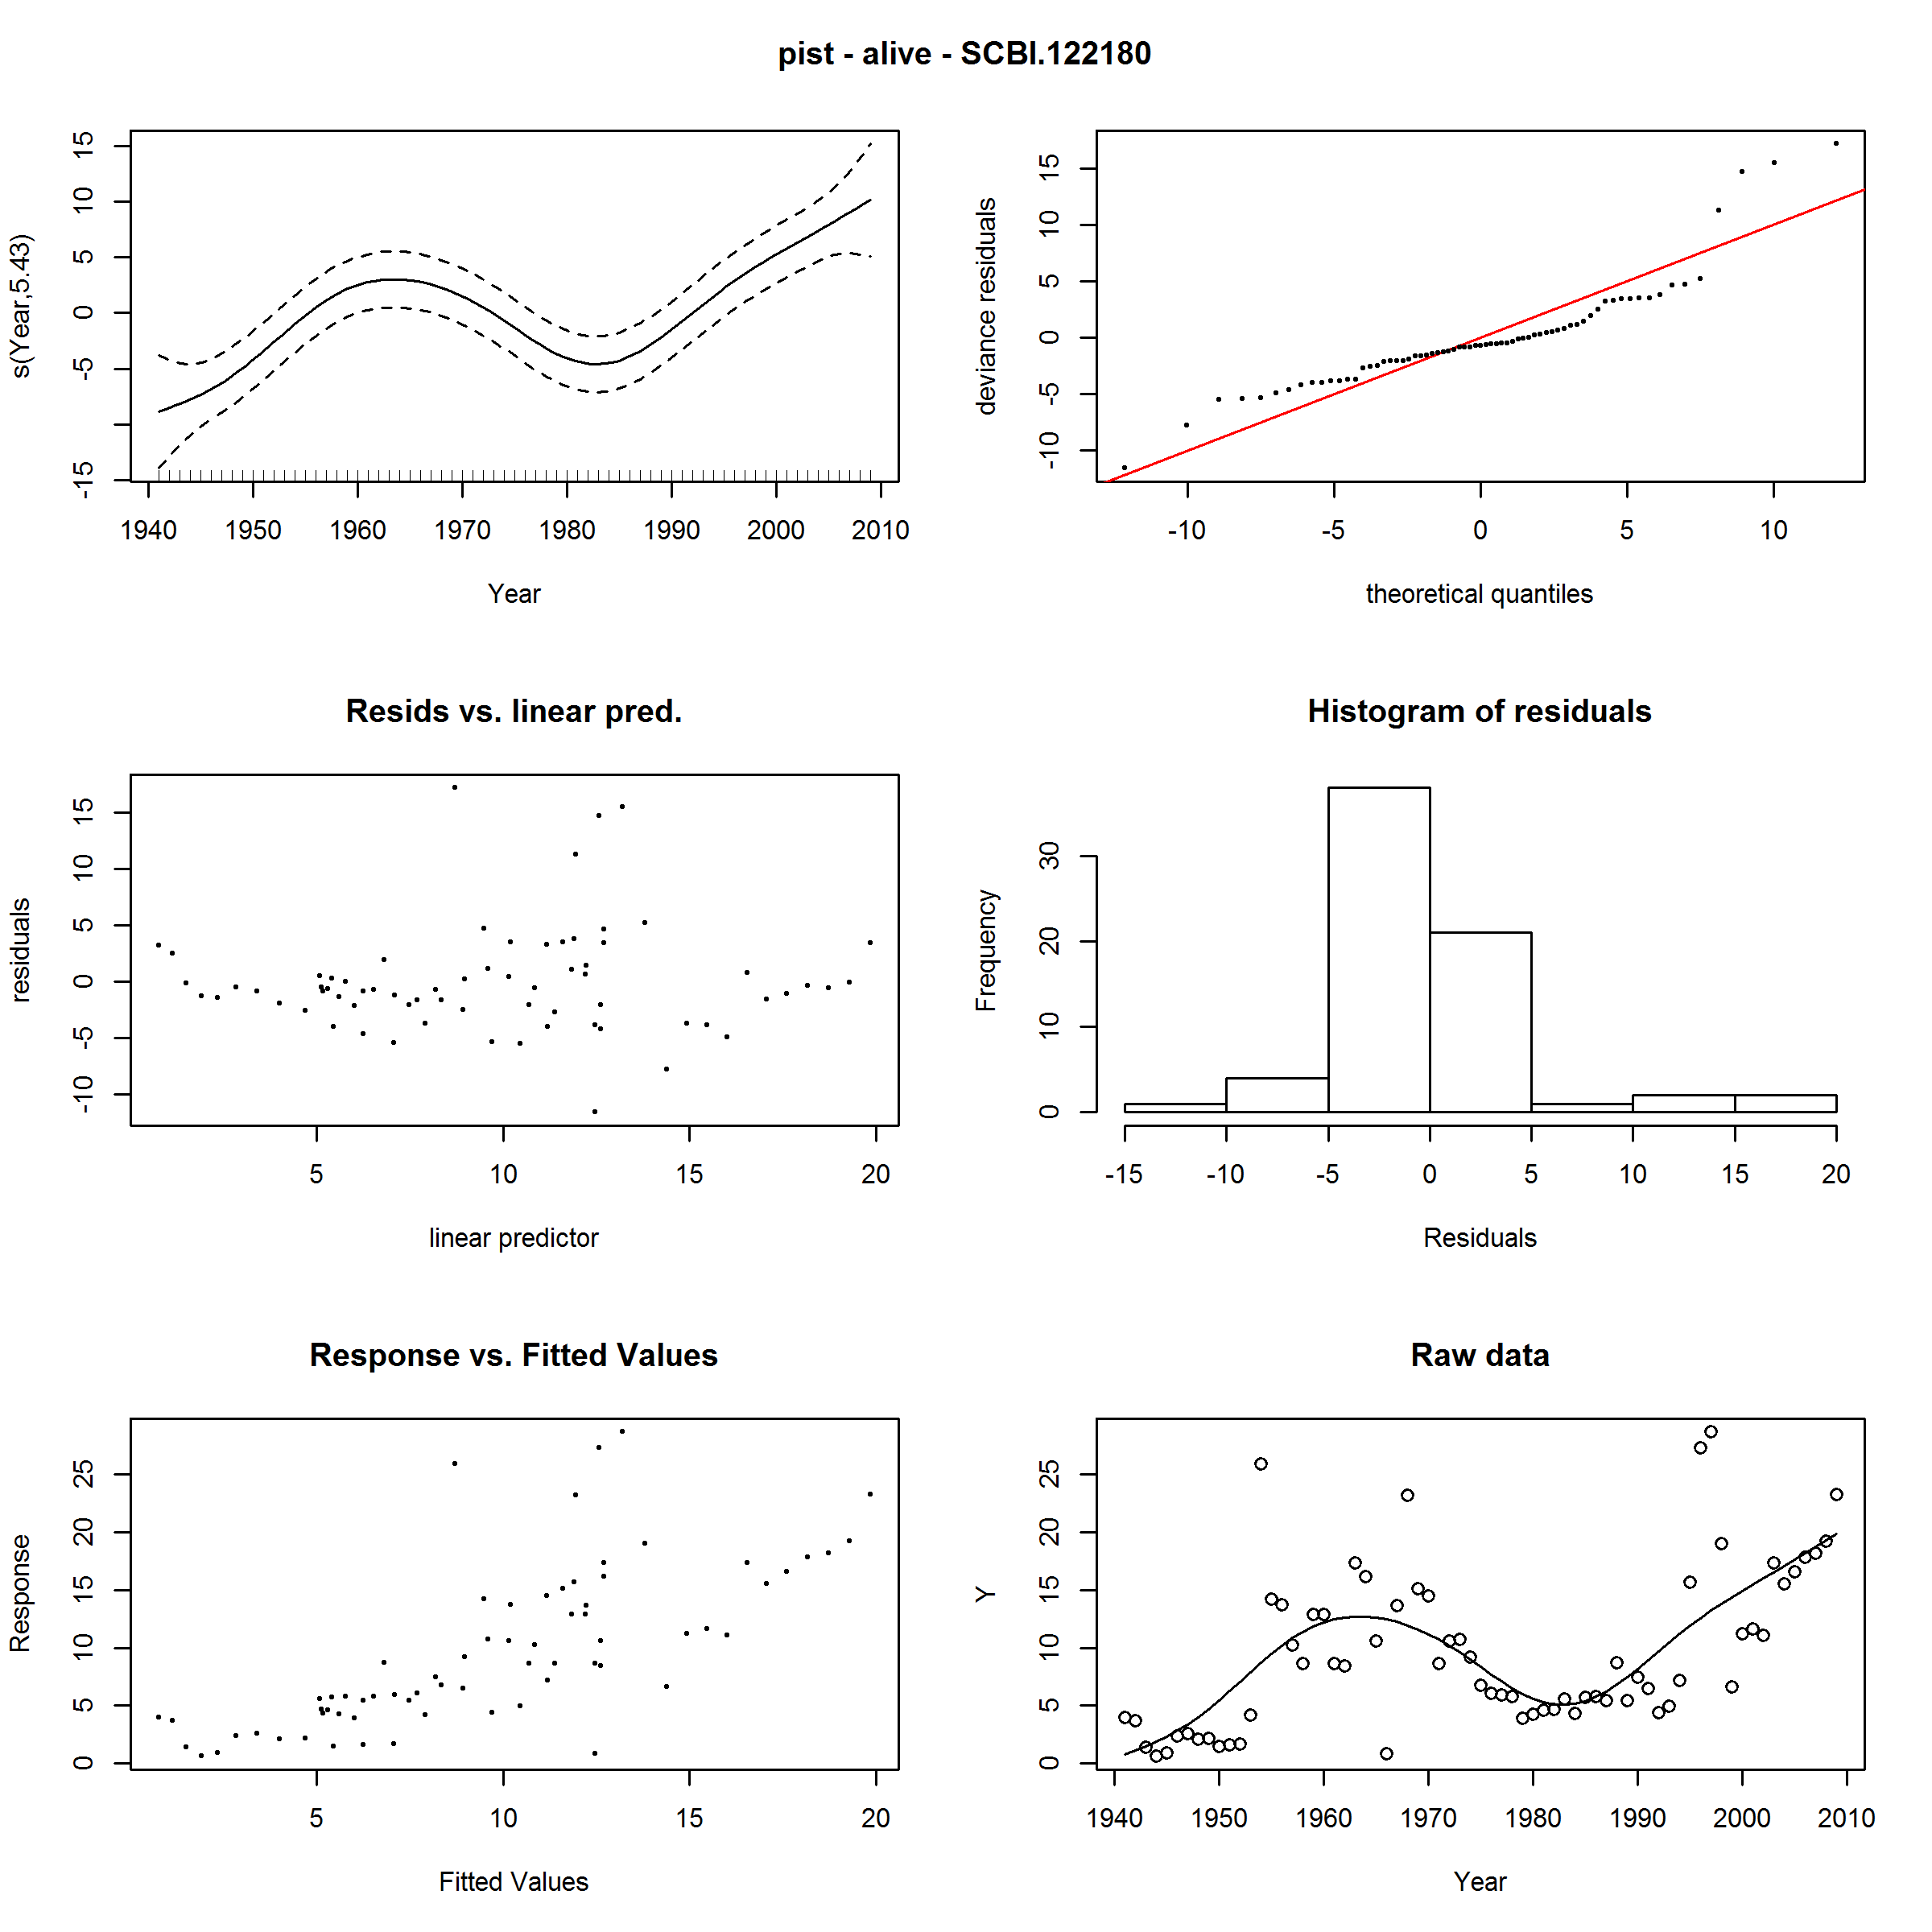 pist - alive - SCBI.122180
s(Year,5.43)
15
10
5
0
-5
-15
1940 1950 1960 1970 1980 1990 2000 2010
Year
deviance residuals
15
10
5
0
-5
-10
-10 -5 0 5 10
theoretical quantiles
Resids vs. linear pred.
residuals
15
10
5
0
-5
-10
5 10 15 20
linear predictor
Histogram of residuals
Frequency
30
20
10
0
-15 -10 -5 0 5 10 15 20
Residuals
Response vs. Fitted Values
Response
25
20
15
10
5
0
5 10 15 20
Fitted Values
Raw data
Y
25
20
15
10
5
0
1940 1950 1960 1970 1980 1990 2000 2010
Year